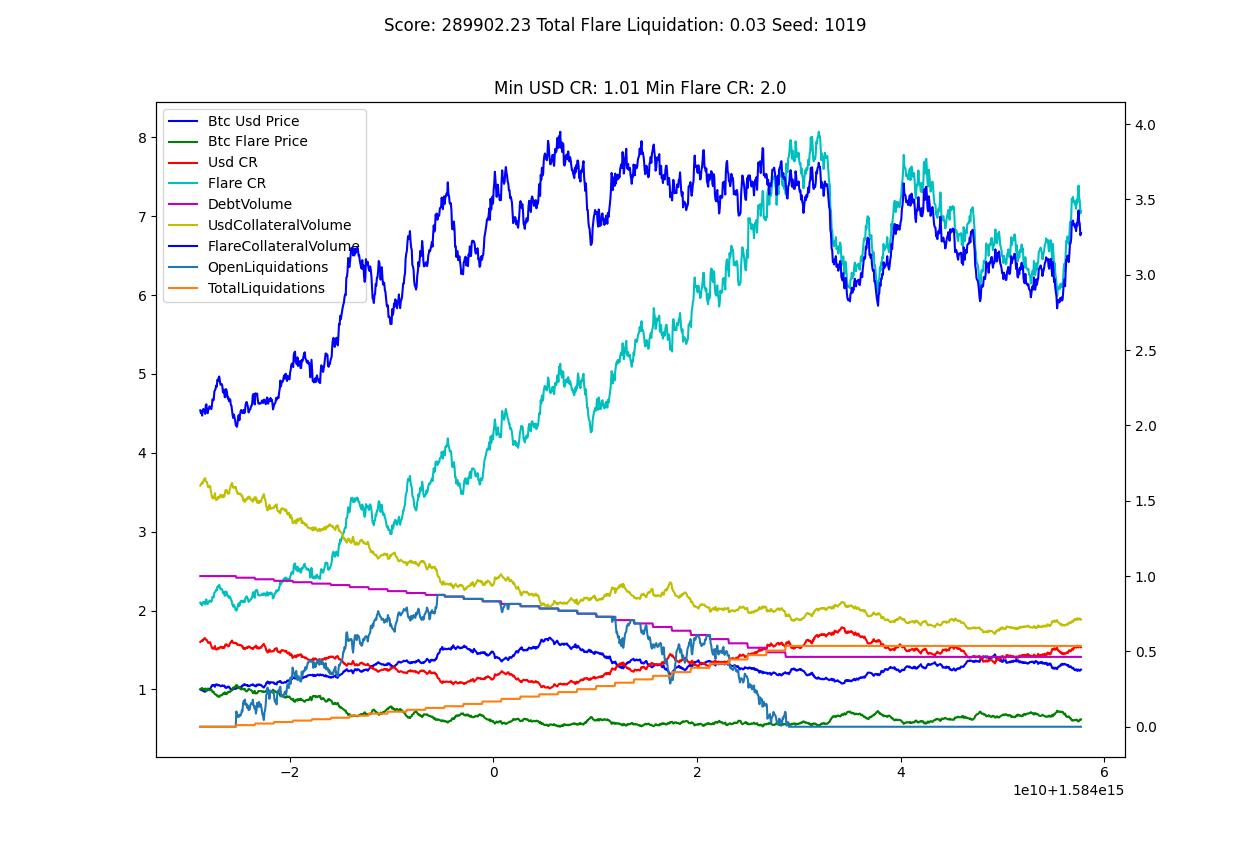 Score: 289902.23 Total Flare Liquidation: 0.03 Seed: 1019
Min USD CR: 1.01 Min Flare CR: 2.0
Btc Usd Price
Btc Flare Price
Usd CR
Flare CR
DebtVolume
UsdCollateralVolume
FlareCollateralVolume
OpenLiquidations
TotalLiquidations
8
7
6
5
4
3
2
1
4.0
3.5
3.0
2.5
2.0
1.5
1.0
0.5
0.0
−2
0
2
4
6
1e10+1.584e15